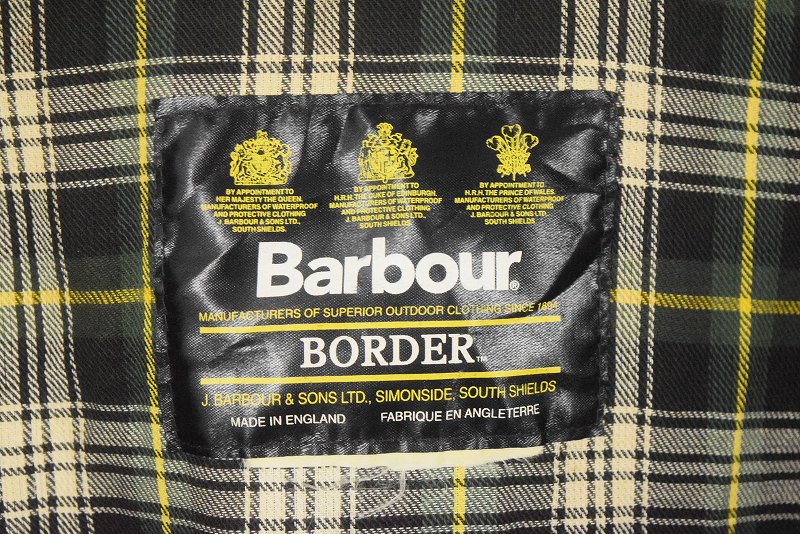 BY APPOINTMENT TO
HER MAJESTY THE QUEEN.
MANUFACTURERS OF WATERPROOF
AND PROTECTIVE CLOTHING
J. BARBOUR & SONS LTD.,
SOUTH SHIELDS.
BY APPOINTMENT TO
H.R.H. THE DUKE OF EDINBURGH.
MANUFACTURERS OF WATERPROOF
AND PROTECTIVE CLOTHING
J. BARBOUR & SONS LTD.,
SOUTH SHIELDS.
BY APPOINTMENT TO
H.R.H. THE PRINCE OF WALES.
MANUFACTURERS OF WATERPROOF
AND PROTECTIVE CLOTHING
J. BARBOUR & SONS LTD.,
SOUTH SHIELDS.
Barbour®
MANUFACTURERS OF SUPERIOR OUTDOOR CLOTHING SINCE 1894
BORDER™
J. BARBOUR & SONS LTD., SIMONSIDE, SOUTH SHIELDS
MADE IN ENGLAND FABRIQUE EN ANGLETERRE